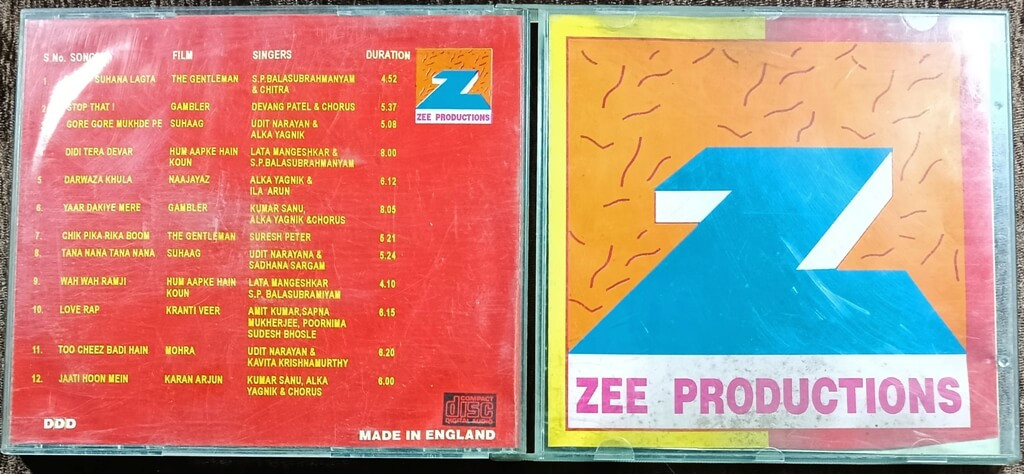 S.No. SONGS FILM SINGERS DURATION
1 SUHANA LAGTA THE GENTLEMAN S.P.BALASUBRAHMANYAM 4:52
& CHITRA
2 STOP THAT ! GAMBLER DEVANG PATEL & CHORUS 5.37
GORE GORE MUKHDE PE SUHAAG UDIT NARAYAN & 5.08
ALKA YAGNIK
DIDI TERA DEVAR HUM AAPKE HAIN LATA MANGESHKAR & 8.00
KOUN S.P.BALASUBRAHMANYAM
5 DARWAZA KHULA NAAJAYAZ ALKA YAGNIK & 6.12
ILA ARUN
6. YAAR DAKIYE MERE GAMBLER KUMAR SANU, 8.05
ALKA YAGNIK &CHORUS
7. CHIK PIKA RIKA BOOM THE GENTLEMAN SURESH PETER 5 21
8. TANA NANA TANA NANA SUHAAG UDIT NARAYANA & 5.24
SADHANA SARGAM
9. WAH WAH RAMJI HUM AAPKE HAIN LATA MANGESHKAR 4.10
KOUN S.P. BALASUBRAMIYAM
10. LOVE RAP KRANTI VEER AMIT KUMAR,SAPNA 6.15
MUKHERJEE, POORNIMA
SUDESH BHOSLE
11. TOO CHEEZ BADI HAIN MOHRA UDIT NARAYAN & 6.20
KAVITA KRISHNAMURTHY
12. JAATI HOON MEIN KARAN ARJUN KUMAR SANU, ALKA 6.00
YAGNIK & CHORUS
DDD
COMPACT
disc
DIGITAL AUDIO
MADE IN ENGLAND
Z
ZEE PRODUCTIONS
Z
ZEE PRODUCTIONS